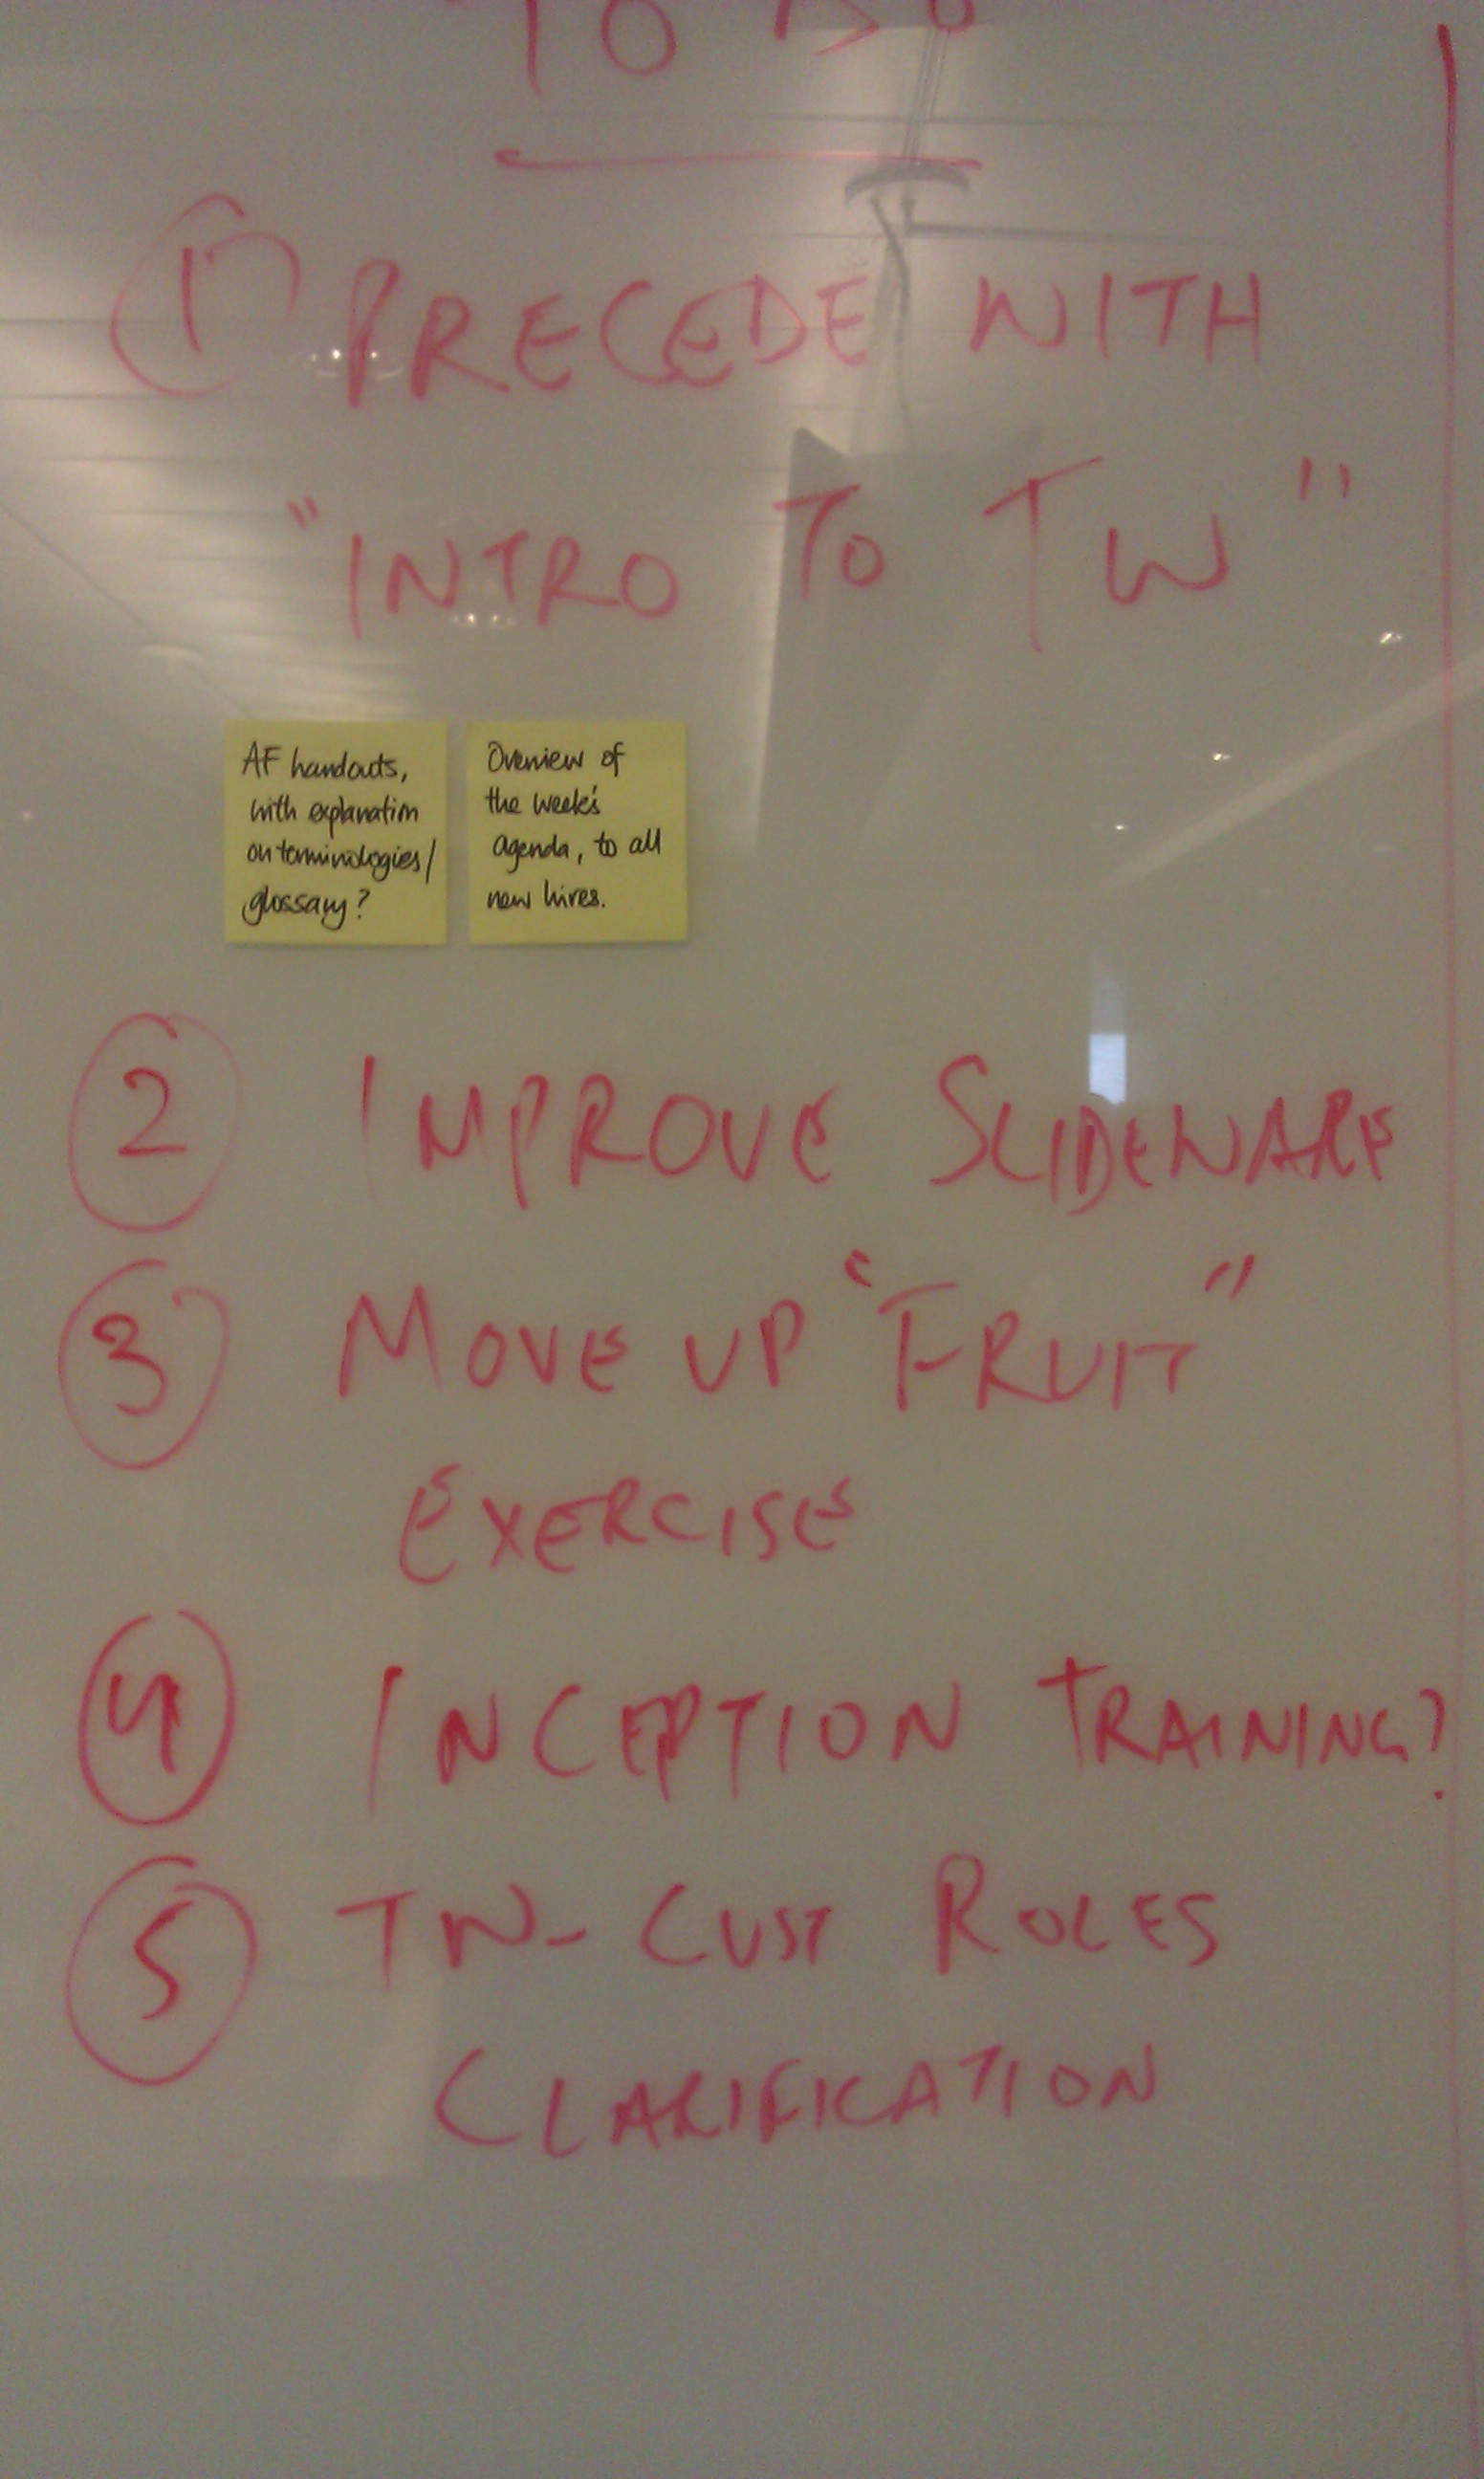 TO DO
1 PRECEDE WITH
"INTRO TO TW"
AF handouts,
with explanation
on terminologies/
glossary?
Overview of
the week's
agenda, to all
new hires.
2 IMPROVE SLIDEWARE
3 MOVE UP "FRUIT"
EXERCISE
4 INCEPTION TRAINING?
5 TW-CUST ROLES
CLARIFICATION